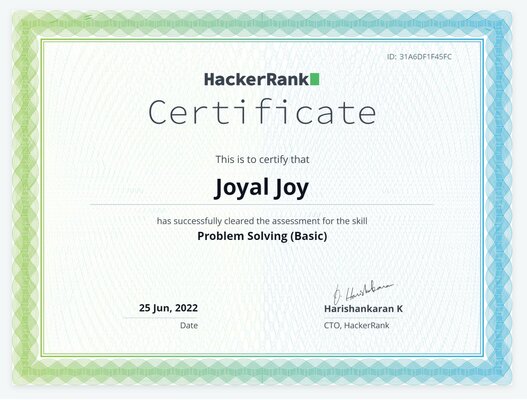 ID: 31A6DF1F45FC
HackerRank
Certificate
This is to certify that
Joyal Joy
has successfully cleared the assessment for the skill
Problem Solving (Basic)
25 Jun, 2022
Date
Harishankaran K
CTO, HackerRank